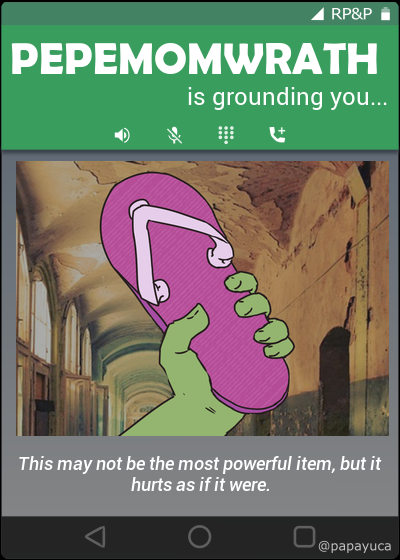 RP&P
PEPEMOMWRATH
is grounding you...
This may not be the most powerful item, but it
hurts as if it were.
@papayuca